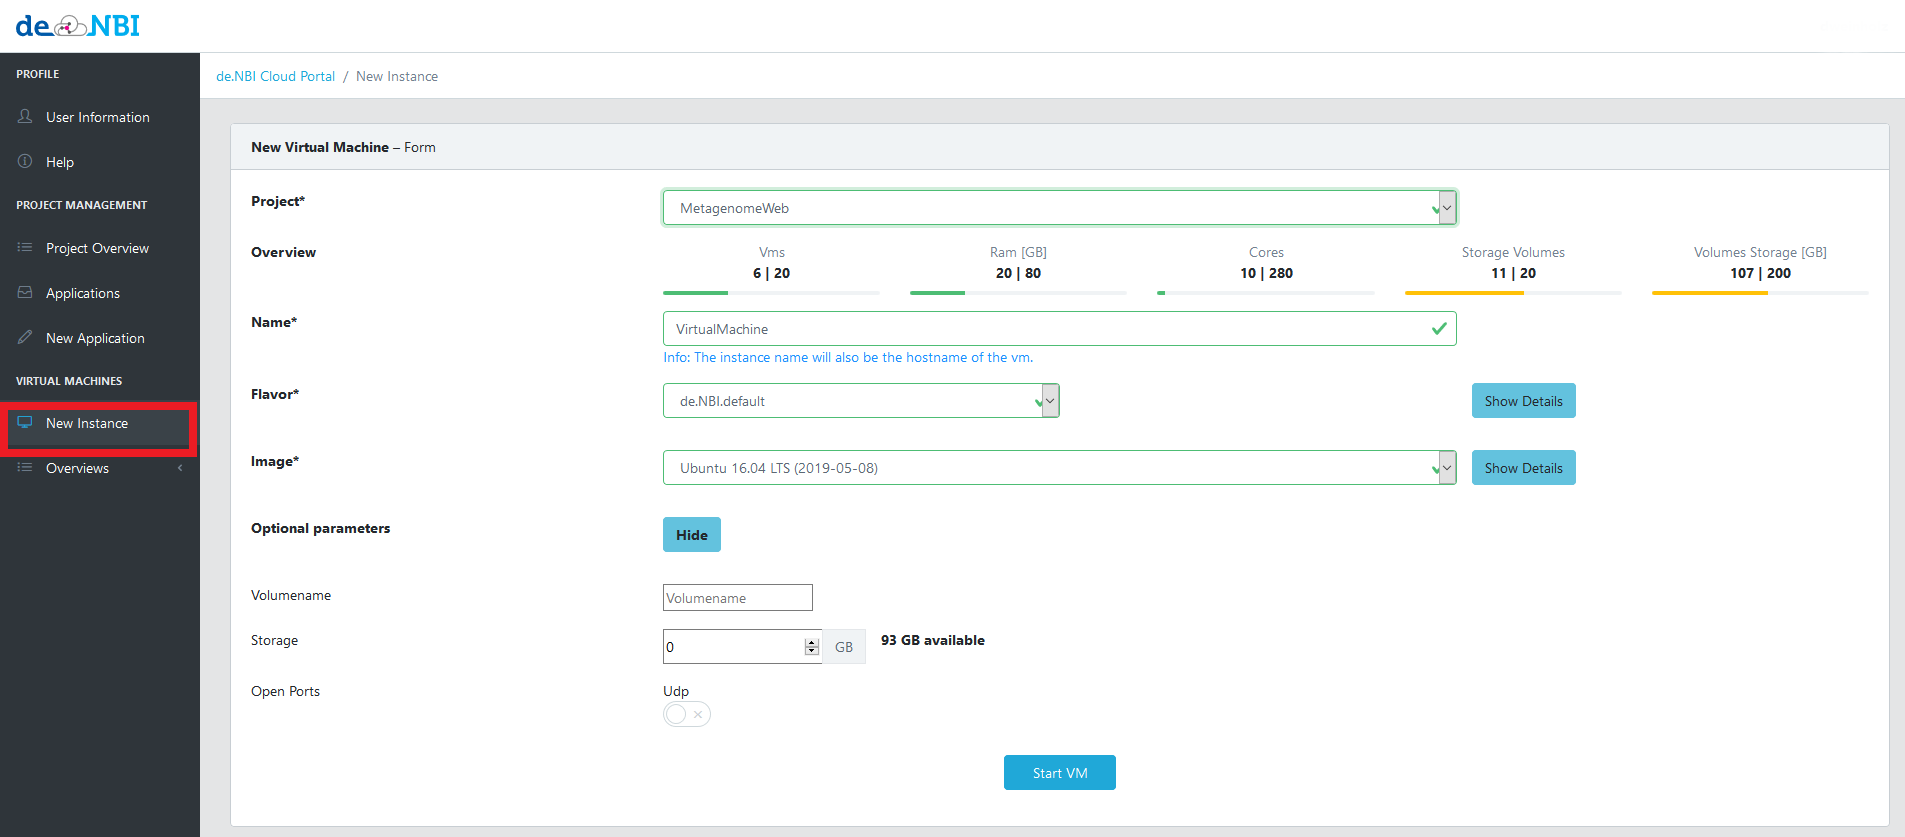 de.NBI
PROFILE
User Information
Help
PROJECT MANAGEMENT
Project Overview
Applications
New Application
VIRTUAL MACHINES
New Instance
Overviews
de.NBI Cloud Portal / New Instance
New Virtual Machine – Form
Project*
MetagenomeWeb
Overview
Vms
6 | 20
Ram [GB]
20 | 80
Cores
10 | 280
Storage Volumes
11 | 20
Volumes Storage [GB]
107 | 200
Name*
VirtualMachine
Info: The instance name will also be the hostname of the vm.
Flavor*
de.NBI.default
Show Details
Image*
Ubuntu 16.04 LTS (2019-05-08)
Show Details
Optional parameters
Hide
Volumename
Volumename
Storage
0
GB
93 GB available
Open Ports
Udp
Start VM